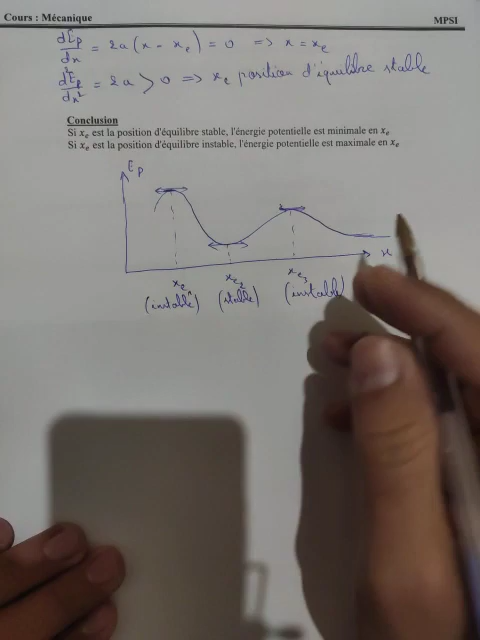 Cours : Mécanique MPSI
dEp/dx = 2a (x - xe) = 0 => x = xe
d²Ep/dx² = 2a > 0 => xe position d'équilibre stable
Conclusion
Si xe est la position d'équilibre stable, l'énergie potentielle est minimale en xe
Si xe est la position d'équilibre instable, l'énergie potentielle est maximale en xe
Ep
x
xe1 xe2 xe3
(instable) (stable) (instable)